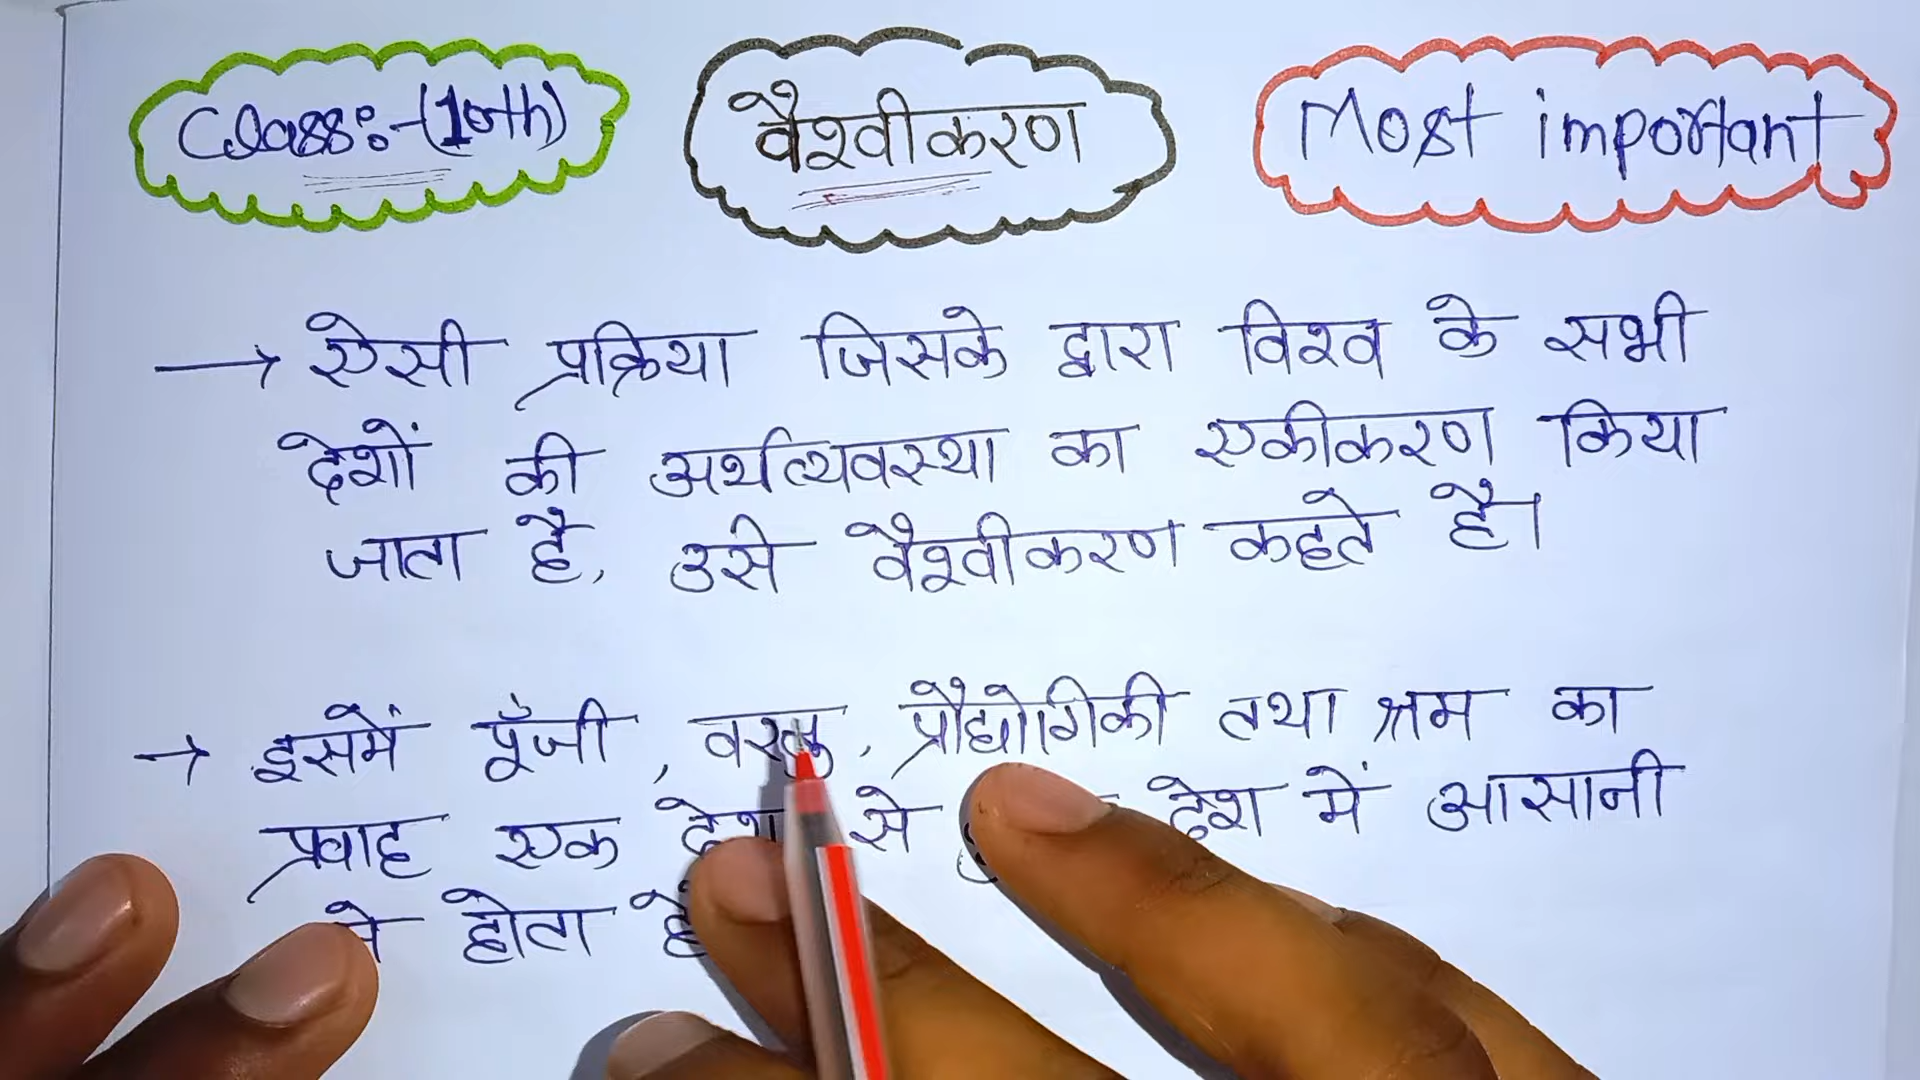 Class:-(10th)
वैश्वीकरण
Most important
→ ऐसी प्रक्रिया जिसके द्वारा विश्व के सभी
देशों की अर्थव्यवस्था का एकीकरण किया
जाता है, उसे वैश्वीकरण कहते है।
→ इसमें पूँजी, वस्तु, प्रौद्योगिकी तथा श्रम का
प्रवाह एक देश से देश में आसानी
से होता है